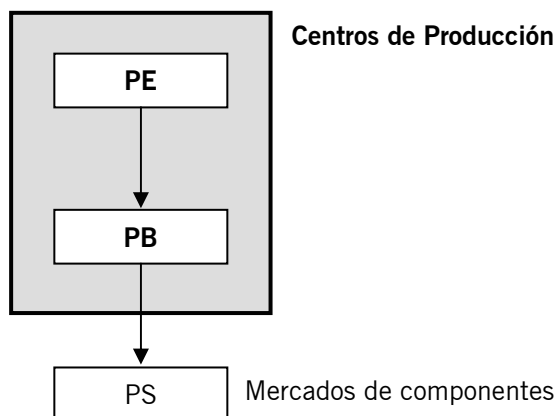 Centros de Producción
PE
PB
PS
Mercados de componentes